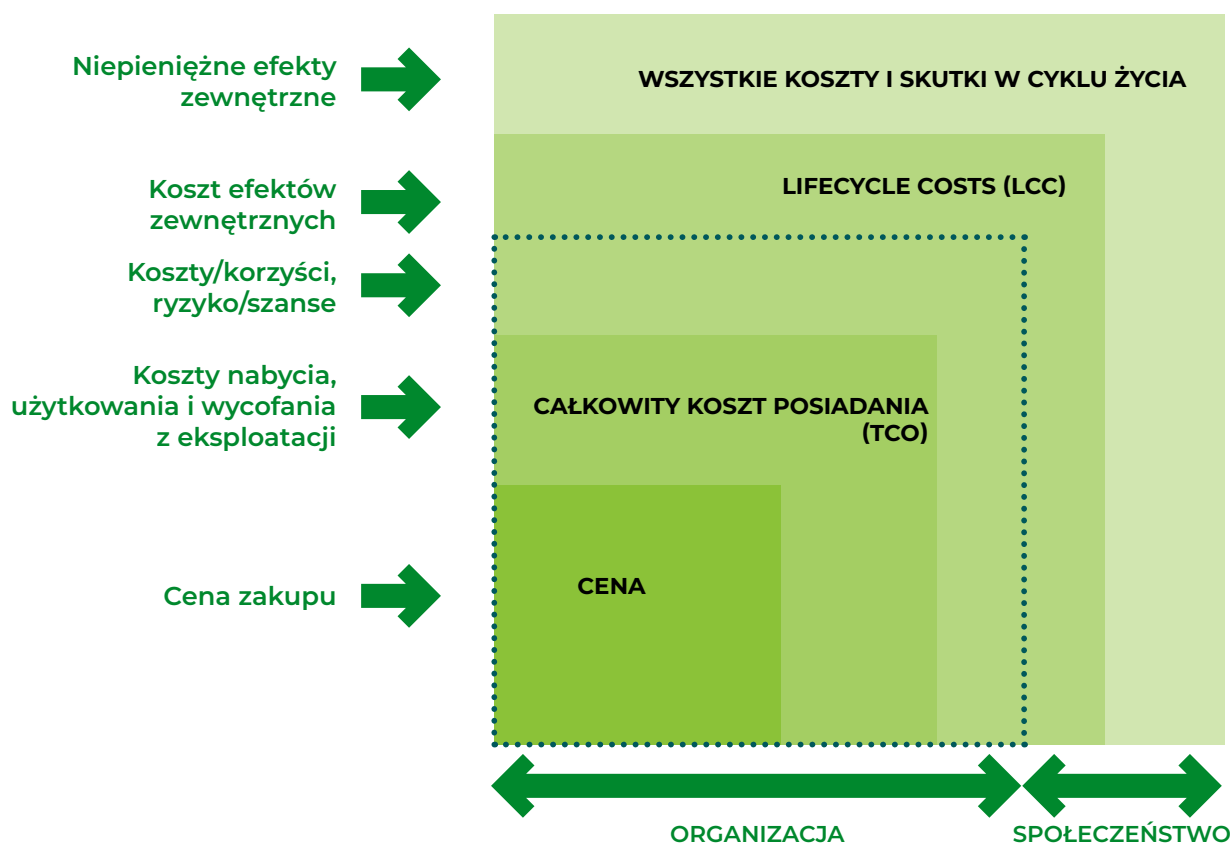 Niepieniężne efekty
zewnętrzne
WSZYSTKIE KOSZTY I SKUTKI W CYKLU ŻYCIA
Koszt efektów
zewnętrznych
LIFECYCLE COSTS (LCC)
Koszty/korzyści,
ryzyko/szanse
Koszty nabycia,
użytkowania i wycofania
z eksploatacji
CAŁKOWITY KOSZT POSIADANIA
(TCO)
Cena zakupu
CENA
ORGANIZACJA
SPOŁECZEŃSTWO